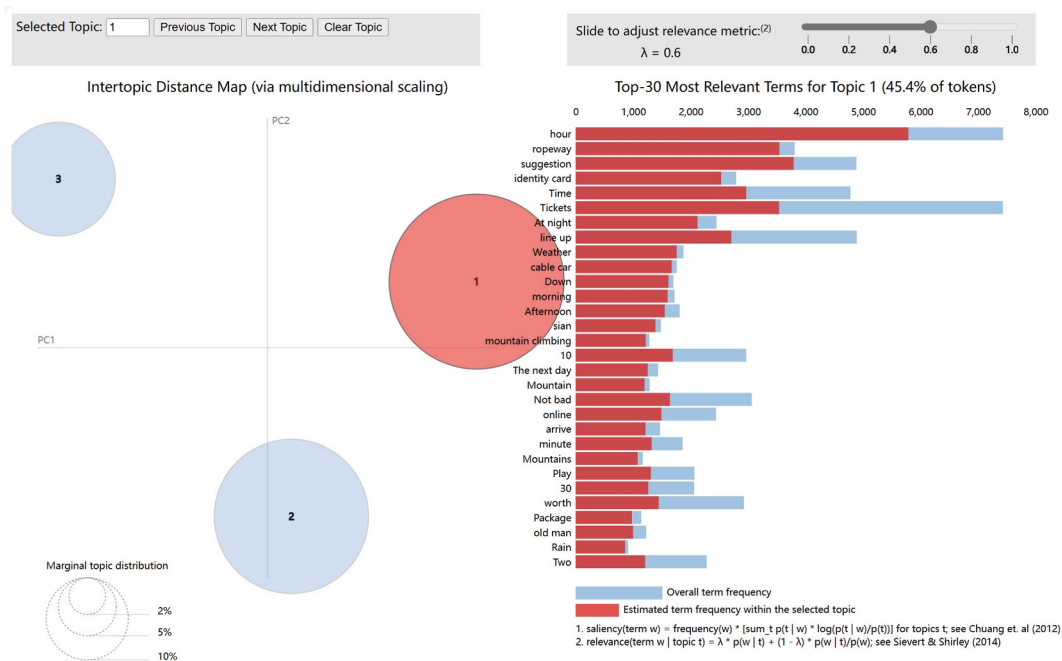 Selected Topic: 1 Previous Topic Next Topic Clear Topic
Slide to adjust relevance metric:(2)
λ = 0.6
0.0 0.2 0.4 0.6 0.8 1.0
Intertopic Distance Map (via multidimensional scaling)
PC2
PC1
3
1
2
Marginal topic distribution
2%
5%
10%
Top-30 Most Relevant Terms for Topic 1 (45.4% of tokens)
0 1,000 2,000 3,000 4,000 5,000 6,000 7,000 8,000
hour
ropeway
suggestion
identity card
Time
Tickets
At night
line up
Weather
cable car
Down
morning
Afternoon
sian
mountain climbing
10
The next day
Mountain
Not bad
online
arrive
minute
Mountains
Play
30
worth
Package
old man
Rain
Two
Overall term frequency
Estimated term frequency within the selected topic
1. saliency(term w) = frequency(w) * [sum_t p(t | w) * log(p(t | w)/p(t))] for topics t; see Chuang et. al (2012)
2. relevance(term w | topic t) = λ * p(w | t) + (1 - λ) * p(w | t)/p(w); see Sievert & Shirley (2014)